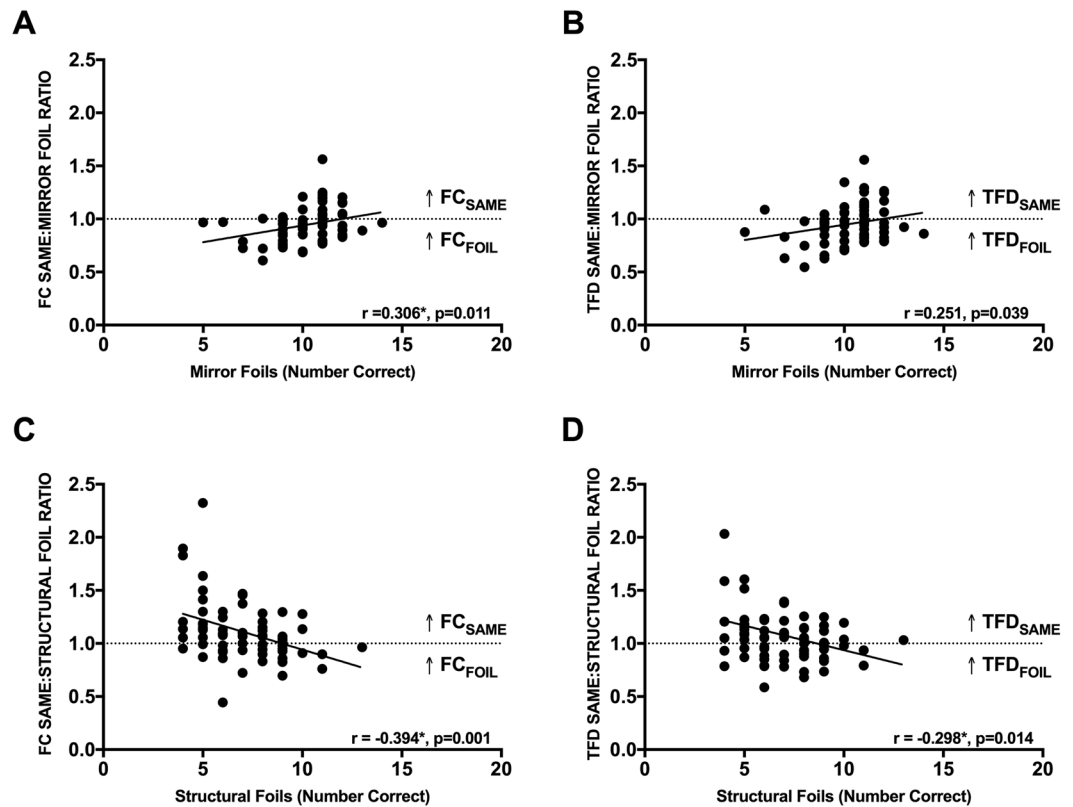 A
FC SAME:MIRROR FOIL RATIO
2.5
2.0
1.5
1.0
0.5
0.0
0 5 10 15 20
↑ FCSAME
↑ FCFOIL
r =0.306*, p=0.011
Mirror Foils (Number Correct)
B
TFD SAME:MIRROR FOIL RATIO
2.5
2.0
1.5
1.0
0.5
0.0
0 5 10 15 20
↑ TFDSAME
↑ TFDFOIL
r =0.251, p=0.039
Mirror Foils (Number Correct)
C
FC SAME:STRUCTURAL FOIL RATIO
2.5
2.0
1.5
1.0
0.5
0.0
0 5 10 15 20
↑ FCSAME
↑ FCFOIL
r = -0.394*, p=0.001
Structural Foils (Number Correct)
D
TFD SAME:STRUCTURAL FOIL RATIO
2.5
2.0
1.5
1.0
0.5
0.0
0 5 10 15 20
↑ TFDSAME
↑ TFDFOIL
r = -0.298*, p=0.014
Structural Foils (Number Correct)